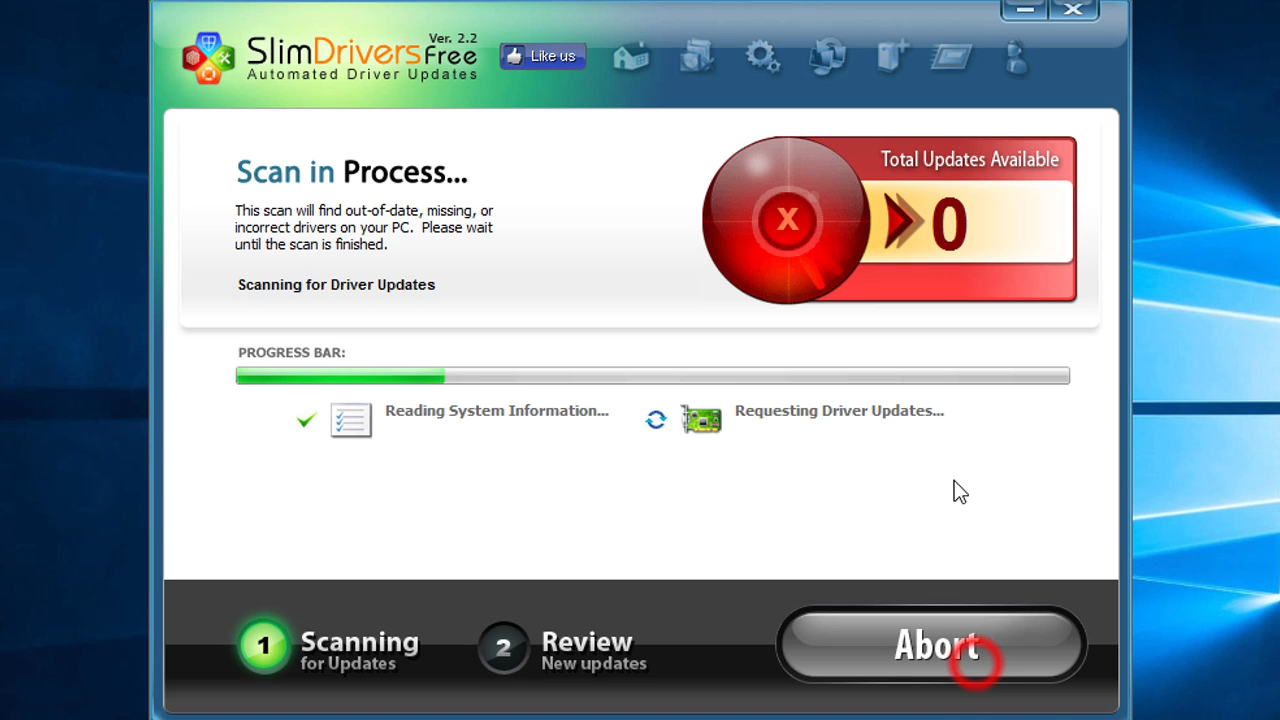 SlimDrivers Free
Ver. 2.2
Automated Driver Updates
Like us
Scan in Process...
This scan will find out-of-date, missing, or
incorrect drivers on your PC. Please wait
until the scan is finished.
Scanning for Driver Updates
Total Updates Available
X
0
PROGRESS BAR:
Reading System Information...
Requesting Driver Updates...
1
Scanning
for Updates
2
Review
New updates
Abort